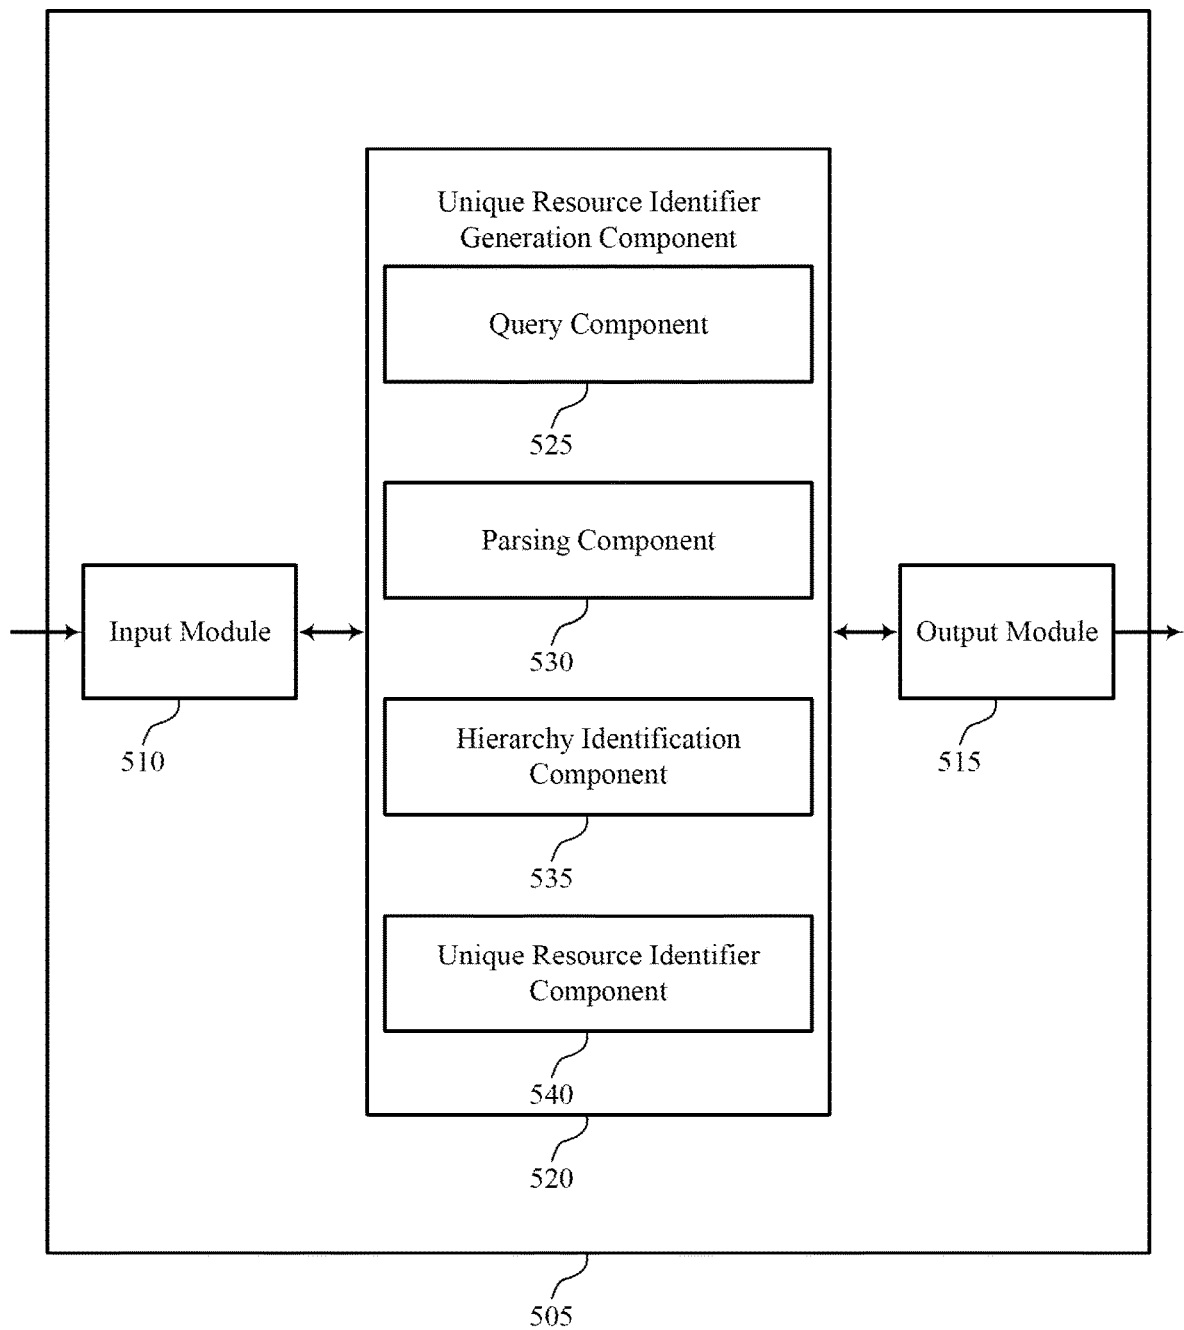 Unique Resource Identifier
Generation Component
Query Component
525
Parsing Component
530
Input Module
510
Output Module
515
Hierarchy Identification
Component
535
Unique Resource Identifier
Component
540
520
505